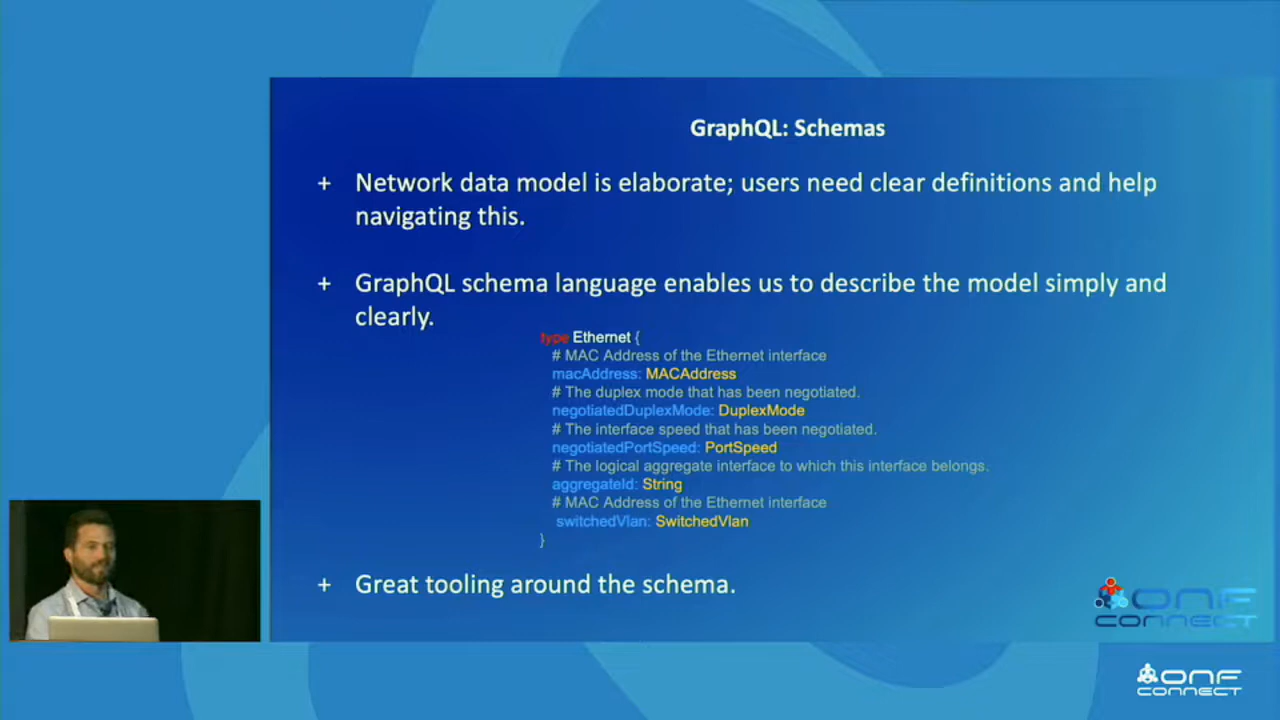 GraphQL: Schemas
+ Network data model is elaborate; users need clear definitions and help
navigating this.
+ GraphQL schema language enables us to describe the model simply and
clearly.
type Ethernet {
# MAC Address of the Ethernet interface
macAddress: MACAddress
# The duplex mode that has been negotiated.
negotiatedDuplexMode: DuplexMode
# The interface speed that has been negotiated.
negotiatedPortSpeed: PortSpeed
# The logical aggregate interface to which this interface belongs.
aggregateId: String
# MAC Address of the Ethernet interface
switchedVlan: SwitchedVlan
}
+ Great tooling around the schema.
ONF
CONNECT
ONF
CONNECT